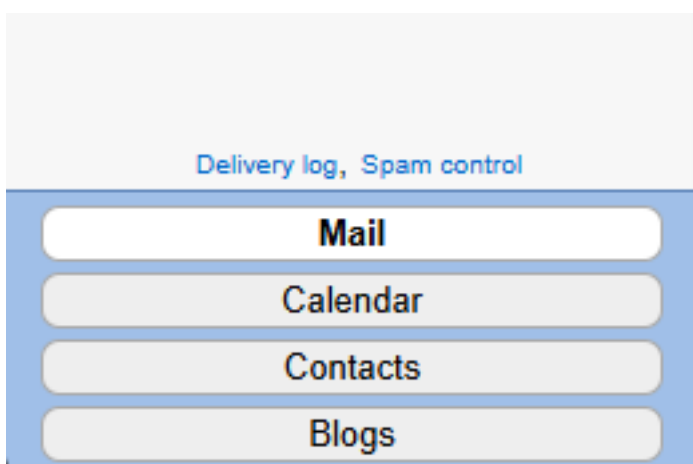 Delivery log, Spam control
Mail
Calendar
Contacts
Blogs